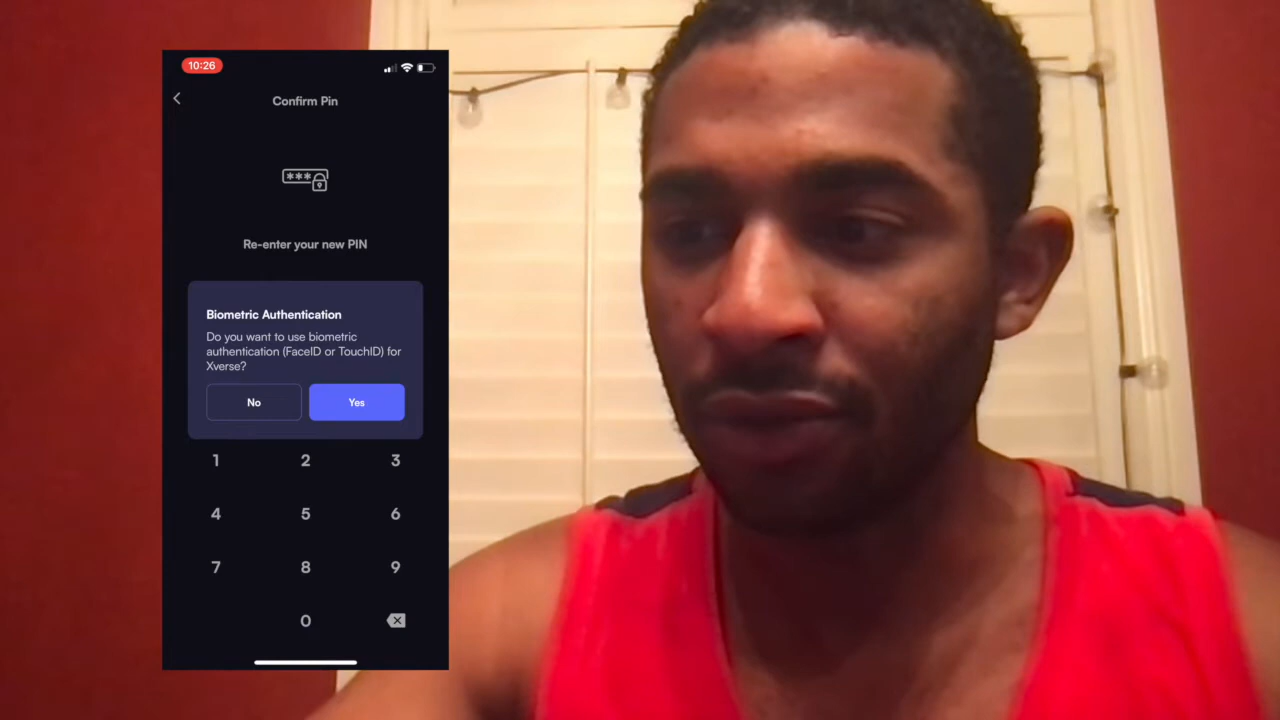 10:26
Confirm Pin
***
Re-enter your new PIN
Biometric Authentication
Do you want to use biometric
authentication (FaceID or TouchID) for
Xverse?
No Yes
1 2 3
4 5 6
7 8 9
0